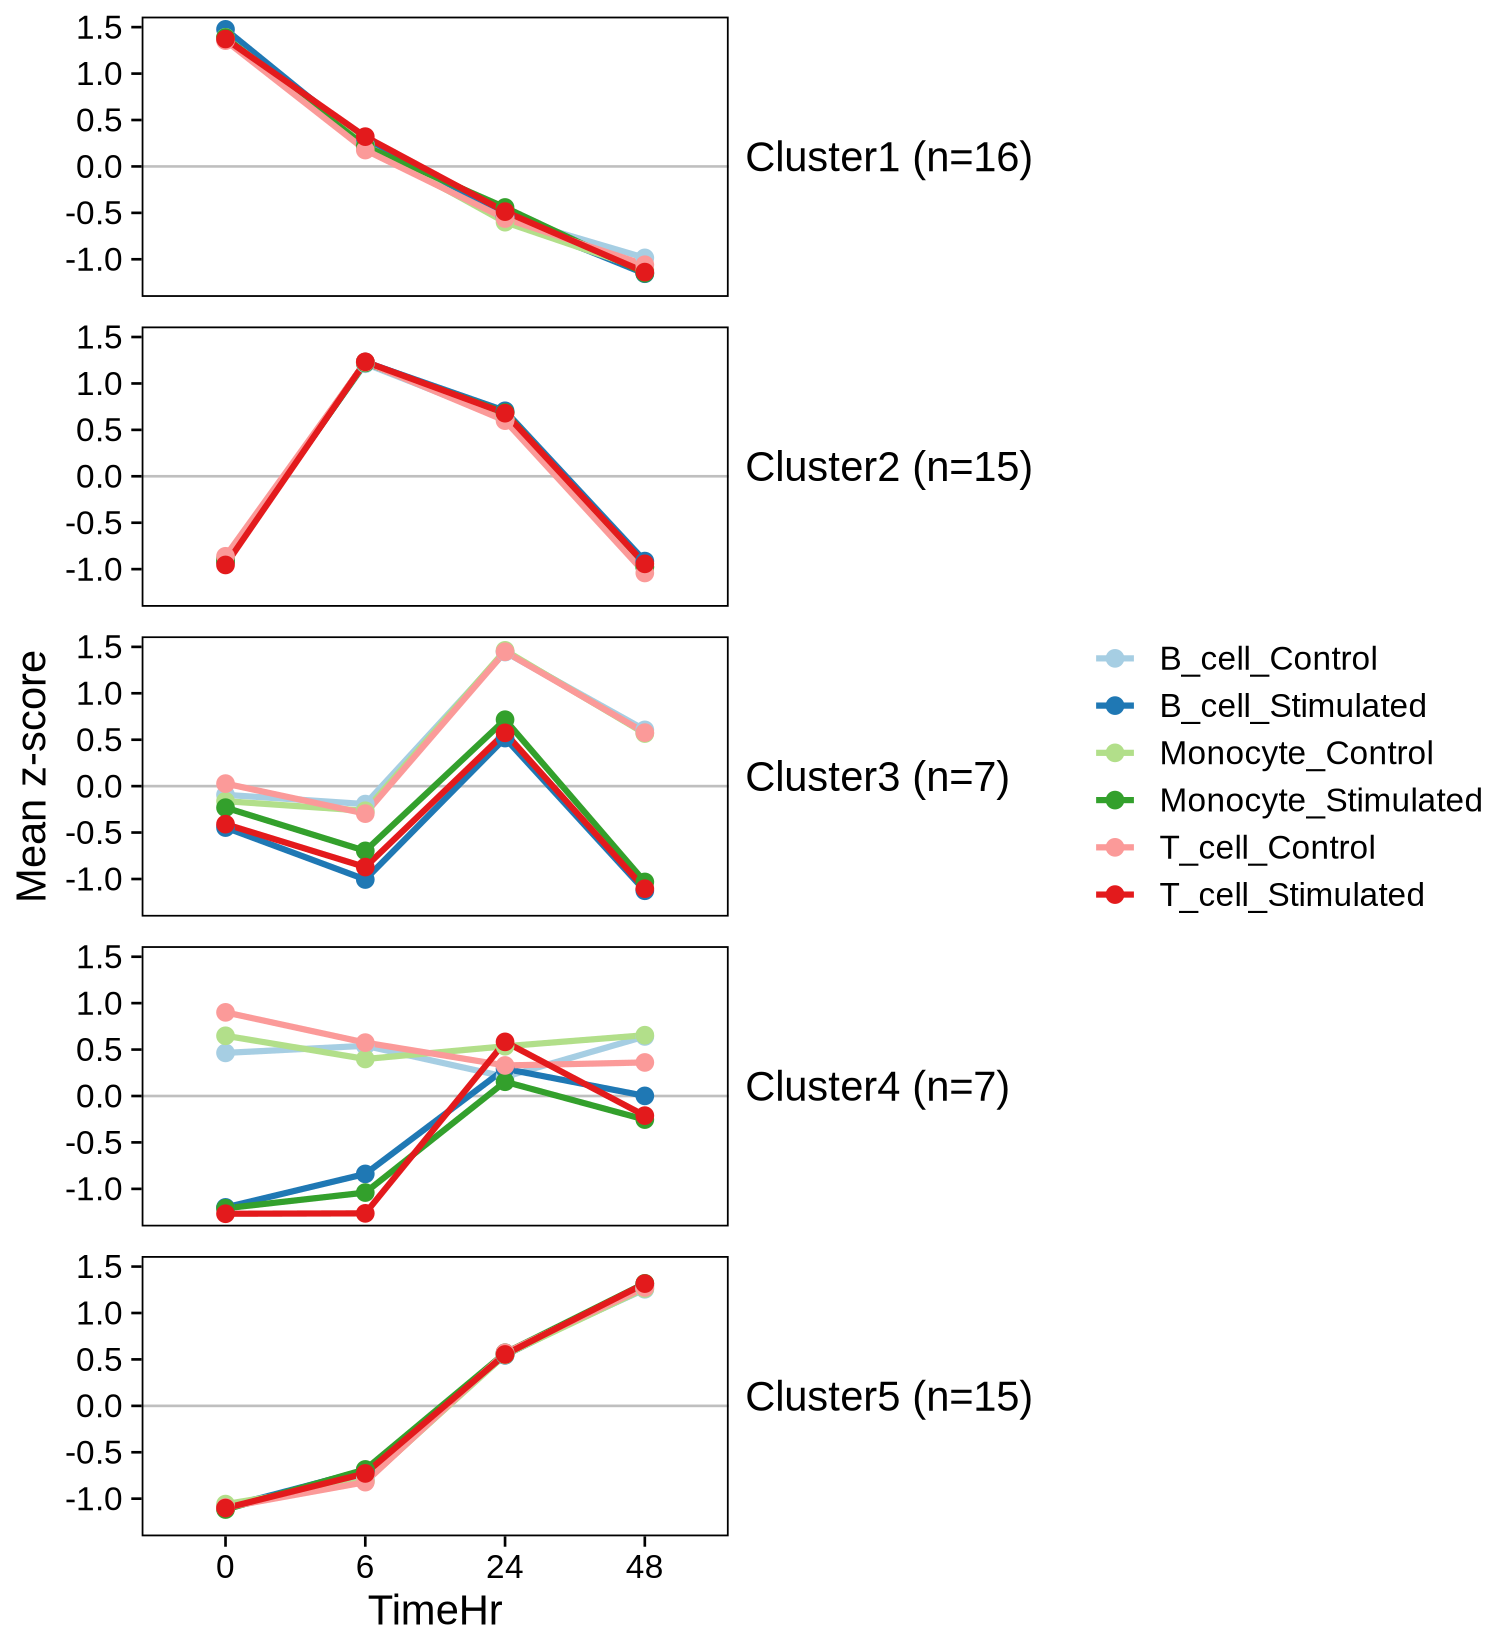 1.5
1.0
0.5
0.0
-0.5
-1.0
Cluster1 (n=16)
1.5
1.0
0.5
0.0
-0.5
-1.0
Cluster2 (n=15)
Mean z-score
1.5
1.0
0.5
0.0
-0.5
-1.0
Cluster3 (n=7)
B_cell_Control
B_cell_Stimulated
Monocyte_Control
Monocyte_Stimulated
T_cell_Control
T_cell_Stimulated
1.5
1.0
0.5
0.0
-0.5
-1.0
Cluster4 (n=7)
1.5
1.0
0.5
0.0
-0.5
-1.0
Cluster5 (n=15)
0 6 24 48
TimeHr